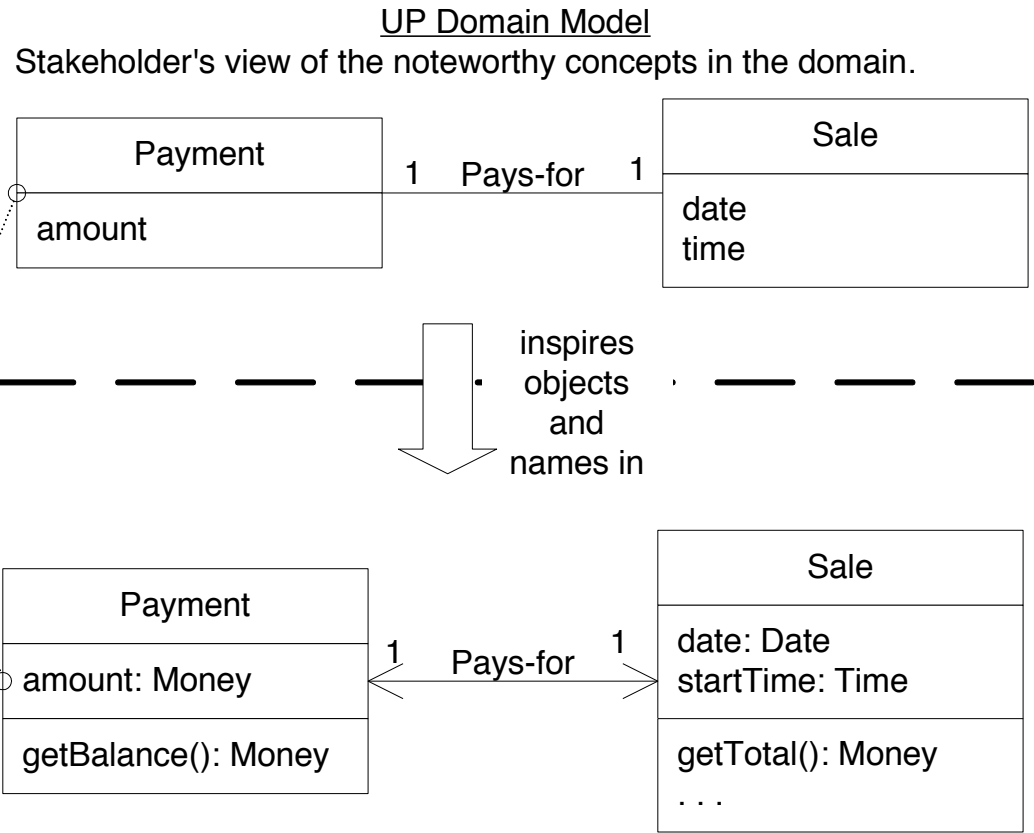 UP Domain Model
Stakeholder's view of the noteworthy concepts in the domain.
Payment
amount
1 Pays-for 1
Sale
date
time
inspires
objects
and
names in
Payment
amount: Money
getBalance(): Money
1 Pays-for 1
Sale
date: Date
startTime: Time
getTotal(): Money
. . .